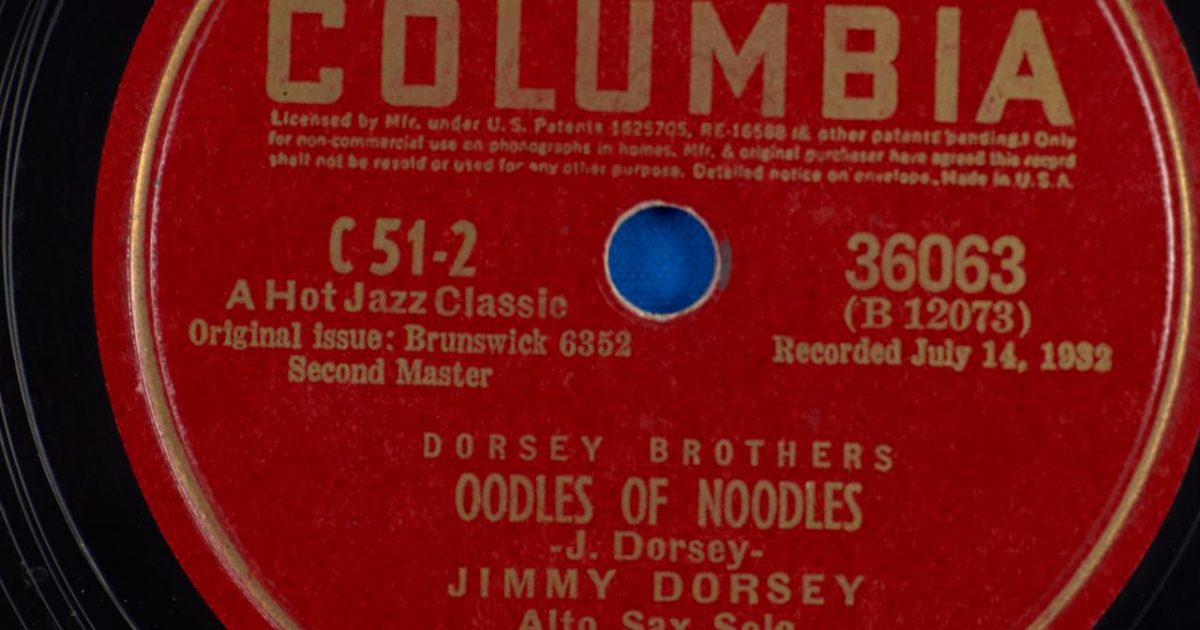 COLUMBIA
Licensed by Mfr. under U. S. Patents 1625705, RE-16588 (& other patents pending.) Only
for non-commercial use on phonographs in homes. Mfr. & original purchaser have agreed this record
shall not be resold or used for any other purpose. Detailed notice on envelope. Made in U.S.A.
C 51-2
A Hot Jazz Classic
Original issue: Brunswick 6352
Second Master
36063
(B 12073)
Recorded July 14, 1932
DORSEY BROTHERS
OODLES OF NOODLES
-J. Dorsey-
JIMMY DORSEY
Alto Sax Solo